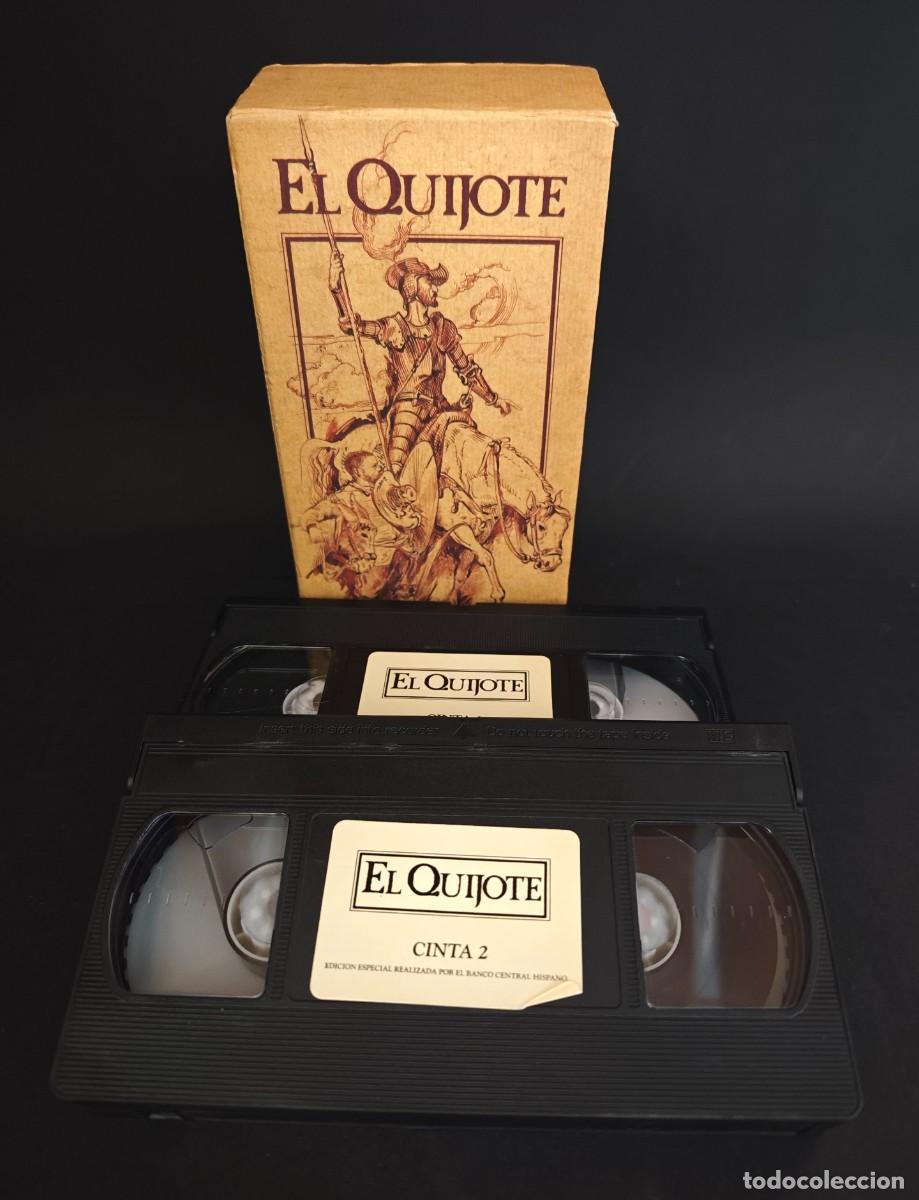 EL QUIJOTE
EL QUIJOTE
Insert this side into recorder
Do not touch the tape inside
VHS
EL QUIJOTE
CINTA 2
EDICION ESPECIAL REALIZADA POR EL BANCO CENTRAL HISPANO
todocoleccion